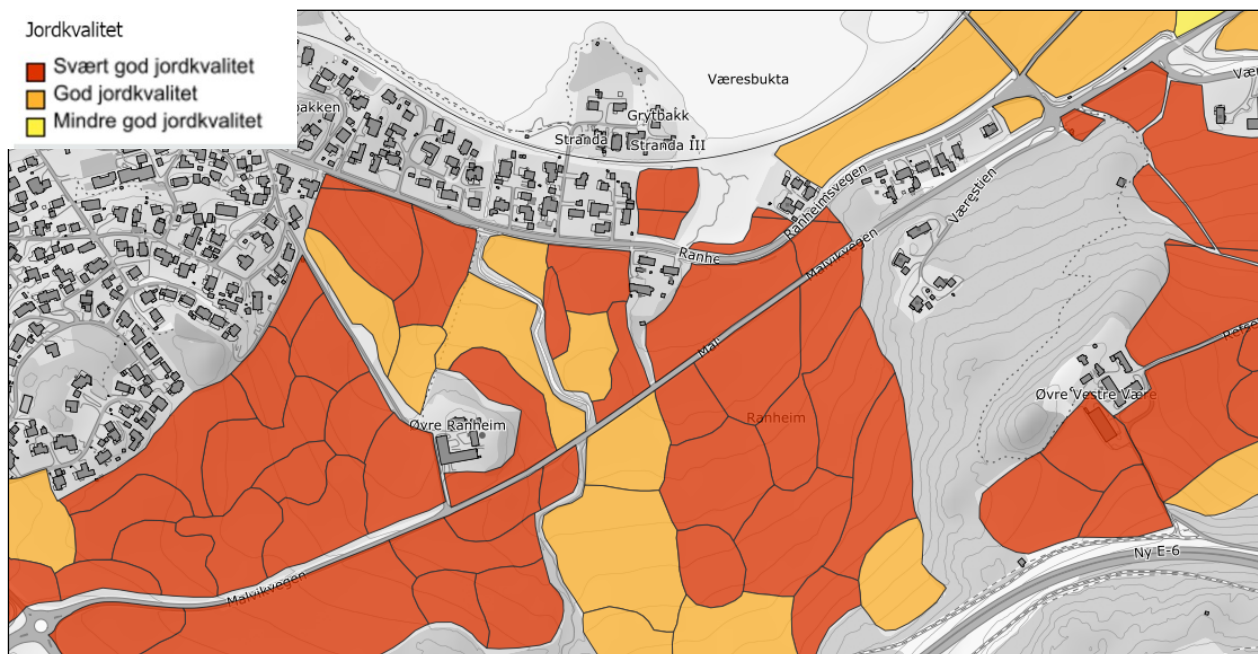 Jordkvalitet
Svært god jordkvalitet
God jordkvalitet
Mindre god jordkvalitet
Væresbukta
Grytbakk
Stranda
Stranda III
Ranheimsvegen
Værestien
Malvikvegen
Ranhe
Mal
Øvre Ranheim
Ranheim
Øvre Vestre Være
Ny E-6
Malvikvegen